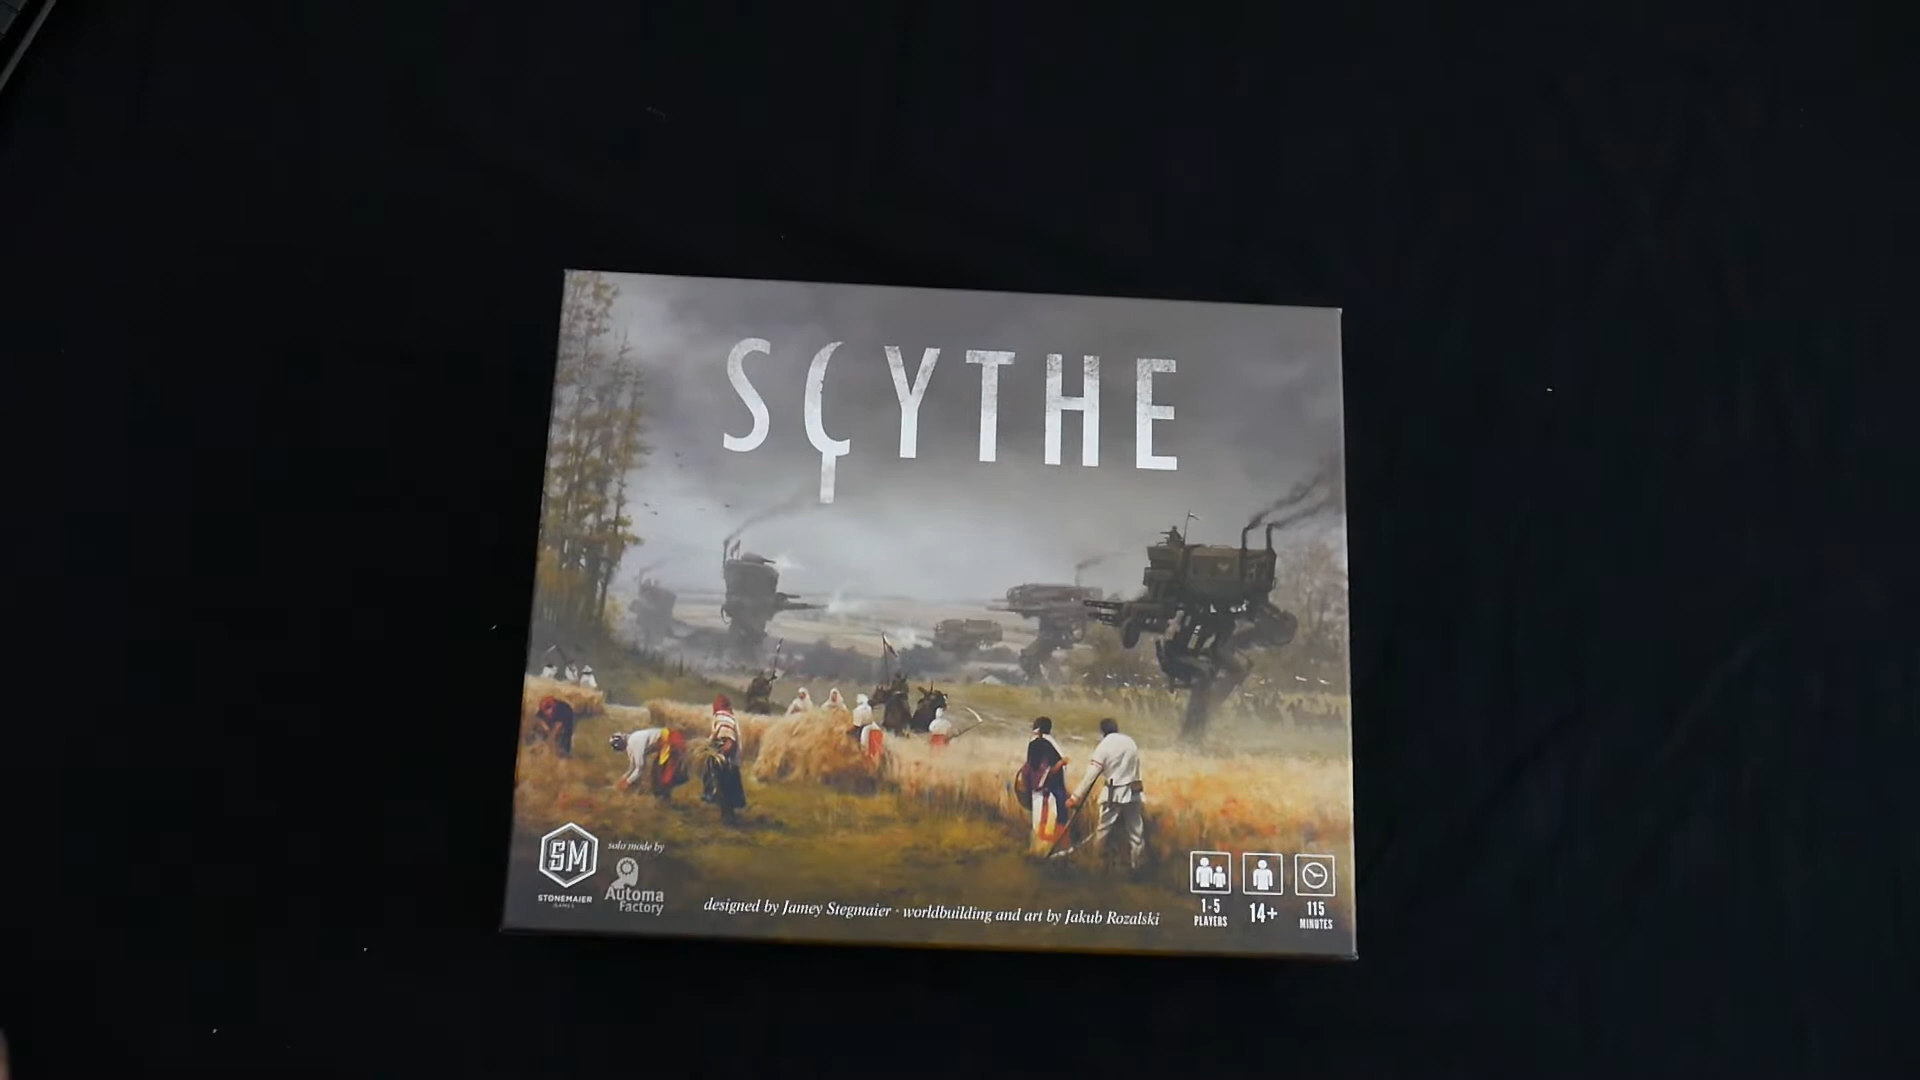 SCYTHE
SM
STONEMAIER
GAMES
solo mode by
Automa
Factory
designed by Jamey Stegmaier · worldbuilding and art by Jakub Rozalski
1-5
PLAYERS
14+
115
MINUTES